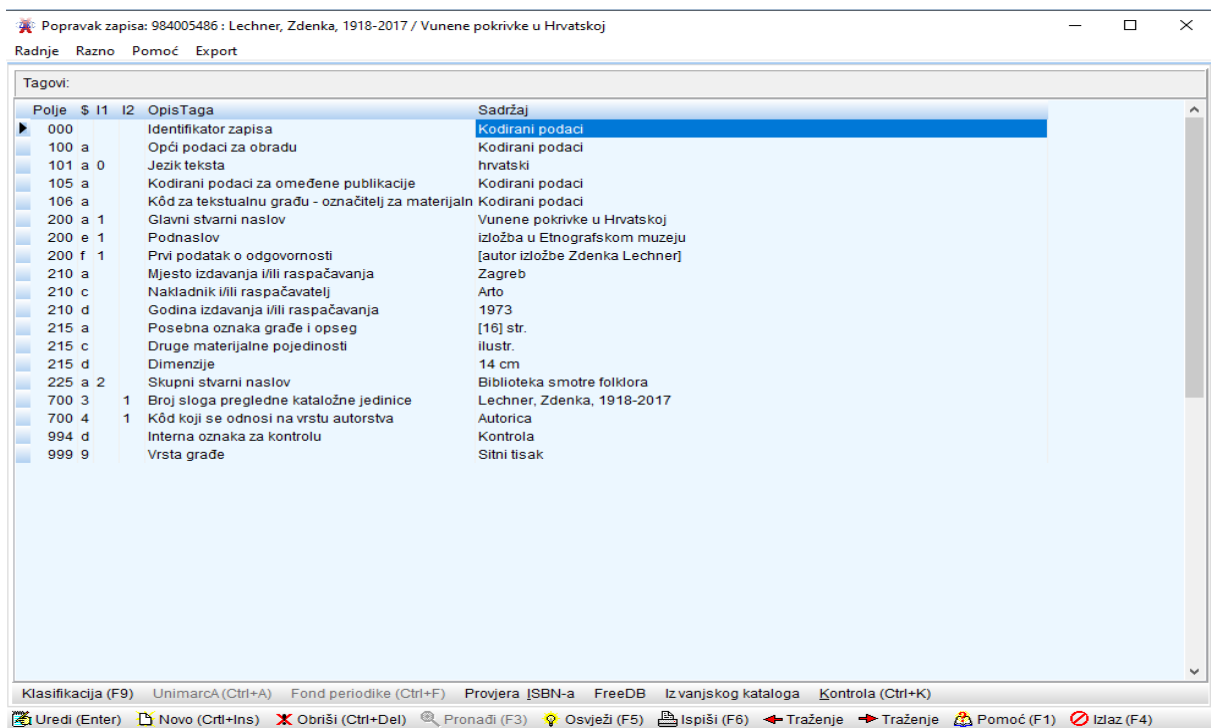 Popravak zapisa: 984005486 : Lechner, Zdenka, 1918-2017 / Vunene pokrivke u Hrvatskoj
Radnje Razno Pomoć Export
Tagovi:
Polje $ I1 I2 OpisTaga Sadržaj
000 Identifikator zapisa Kodirani podaci
100 a Opći podaci za obradu Kodirani podaci
101 a 0 Jezik teksta hrvatski
105 a Kodirani podaci za omeđene publikacije Kodirani podaci
106 a Kôd za tekstualnu građu - označitelj za materijaln Kodirani podaci
200 a 1 Glavni stvarni naslov Vunene pokrivke u Hrvatskoj
200 e 1 Podnaslov izložba u Etnografskom muzeju
200 f 1 Prvi podatak o odgovornosti [autor izložbe Zdenka Lechner]
210 a Mjesto izdavanja i/ili raspačavanja Zagreb
210 c Nakladnik i/ili raspačavatelj Arto
210 d Godina izdavanja i/ili raspačavanja 1973
215 a Posebna oznaka građe i opseg [16] str.
215 c Druge materijalne pojedinosti ilustr.
215 d Dimenzije 14 cm
225 a 2 Skupni stvarni naslov Biblioteka smotre folklora
700 3 1 Broj sloga pregledne kataložne jedinice Lechner, Zdenka, 1918-2017
700 4 1 Kôd koji se odnosi na vrstu autorstva Autorica
994 d Interna oznaka za kontrolu Kontrola
999 9 Vrsta građe Sitni tisak
Klasifikacija (F9) UnimarcA (Ctrl+A) Fond periodike (Ctrl+F) Provjera ISBN-a FreeDB Iz vanjskog kataloga Kontrola (Ctrl+K)
Uredi (Enter) Novo (Crtl+Ins) Obriši (Ctrl+Del) Pronađi (F3) Osvježi (F5) Ispiši (F6) Traženje Traženje Pomoć (F1) Izlaz (F4)